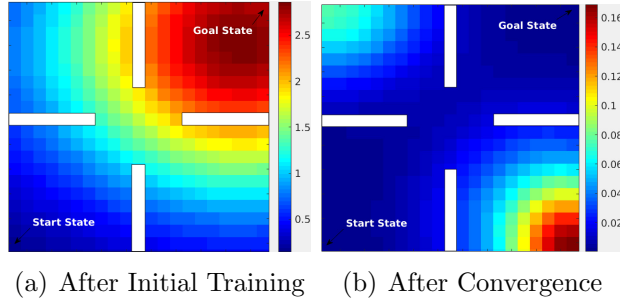 Goal State
Start State
2.5
2
1.5
1
0.5
Goal State
Start State
0.16
0.14
0.12
0.10
0.08
0.06
0.04
0.02
(a) After Initial Training
(b) After Convergence